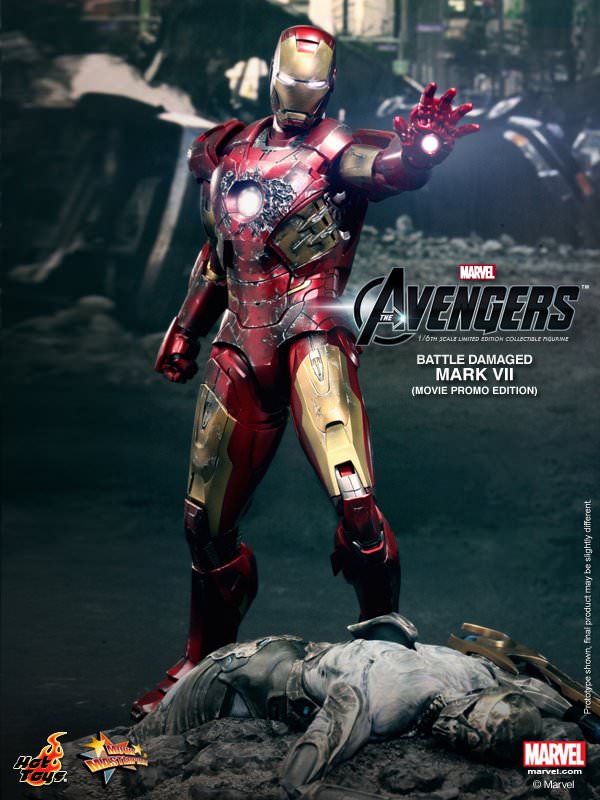 MARVEL
THE AVENGERS™
1/6TH SCALE LIMITED EDITION COLLECTIBLE FIGURINE
BATTLE DAMAGED
MARK VII
(MOVIE PROMO EDITION)
Prototype shown, final product may be slightly different.
Hot Toys
MOVIE MASTERPIECE
MARVEL
marvel.com
© Marvel